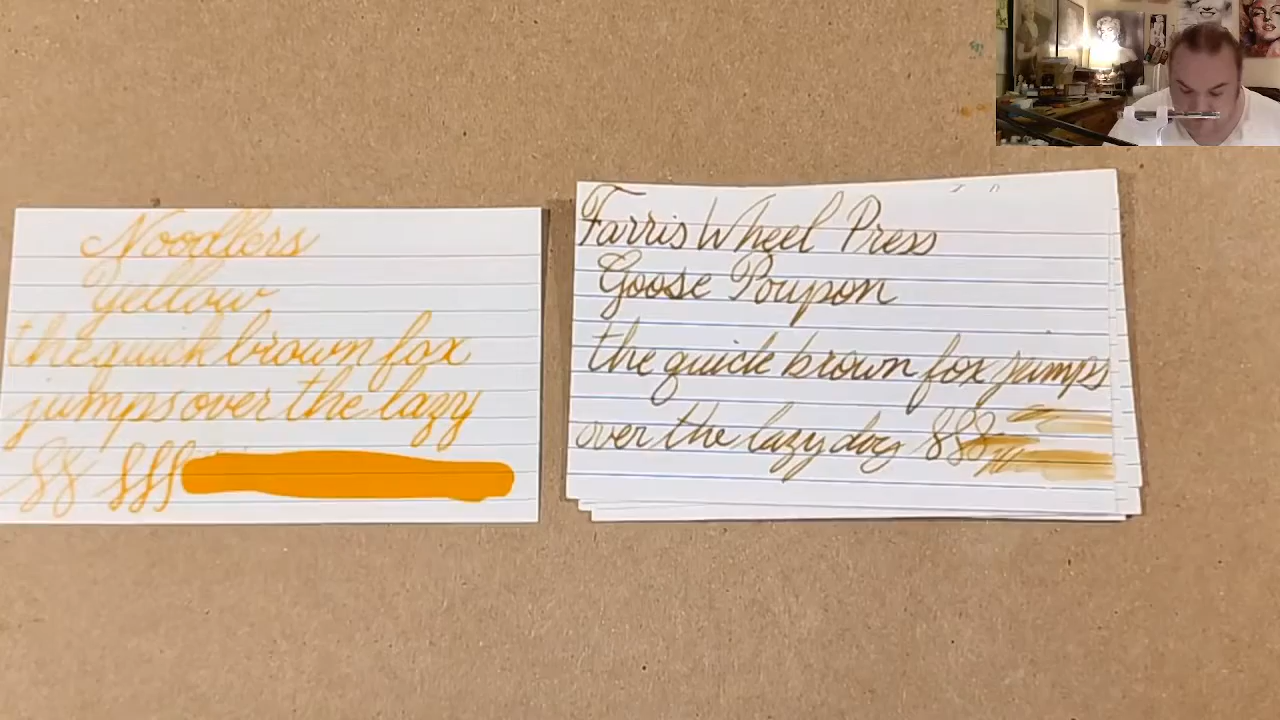 Noodlers
Yellow
the quick brown fox
jumps over the lazy
Farris Wheel Press
Goose Poupon
the quick brown fox jumps
over the lazy dog